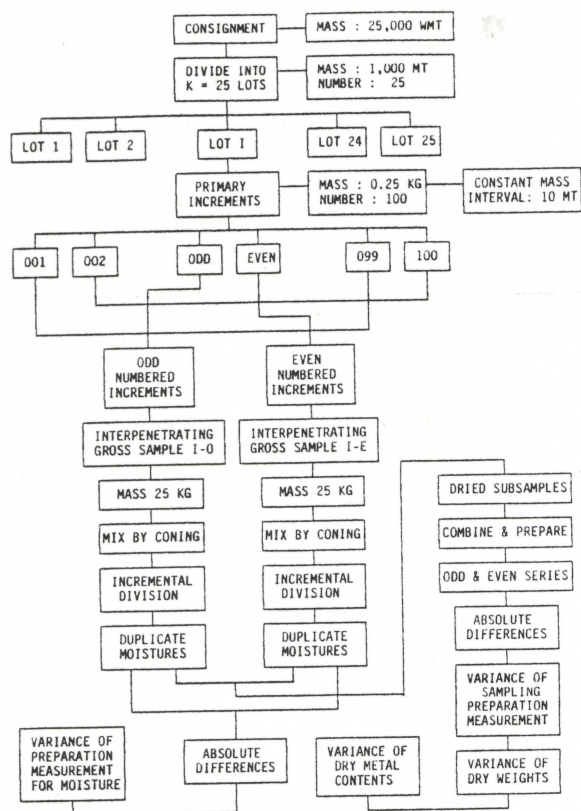 CONSIGNMENT
MASS : 25,000 WMT
DIVIDE INTO
K = 25 LOTS
MASS : 1,000 MT
NUMBER : 25
LOT 1
LOT 2
LOT I
LOT 24
LOT 25
PRIMARY
INCREMENTS
MASS : 0.25 KG
NUMBER : 100
CONSTANT MASS
INTERVAL: 10 MT
001
002
ODD
EVEN
099
100
ODD
NUMBERED
INCREMENTS
EVEN
NUMBERED
INCREMENTS
INTERPENETRATING
GROSS SAMPLE I-O
INTERPENETRATING
GROSS SAMPLE I-E
MASS 25 KG
MASS 25 KG
MIX BY CONING
MIX BY CONING
INCREMENTAL
DIVISION
INCREMENTAL
DIVISION
DUPLICATE
MOISTURES
DUPLICATE
MOISTURES
DRIED SUBSAMPLES
COMBINE & PREPARE
ODD & EVEN SERIES
ABSOLUTE
DIFFERENCES
VARIANCE OF
SAMPLING
PREPARATION
MEASUREMENT
VARIANCE OF
PREPARATION
MEASUREMENT
FOR MOISTURE
ABSOLUTE
DIFFERENCES
VARIANCE OF
DRY METAL
CONTENTS
VARIANCE OF
DRY WEIGHTS